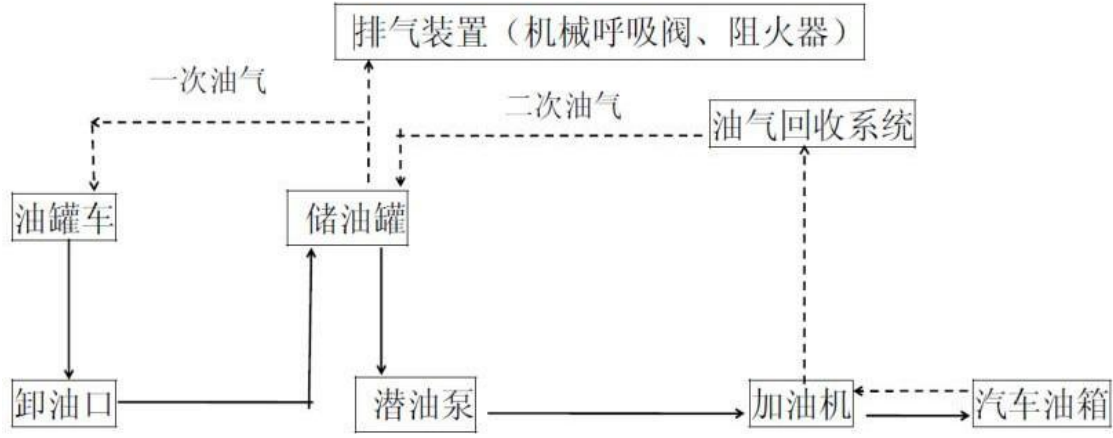 排气装置（机械呼吸阀、阻火器）
一次油气
二次油气
油气回收系统
油罐车
储油罐
卸油口
潜油泵
加油机
汽车油箱